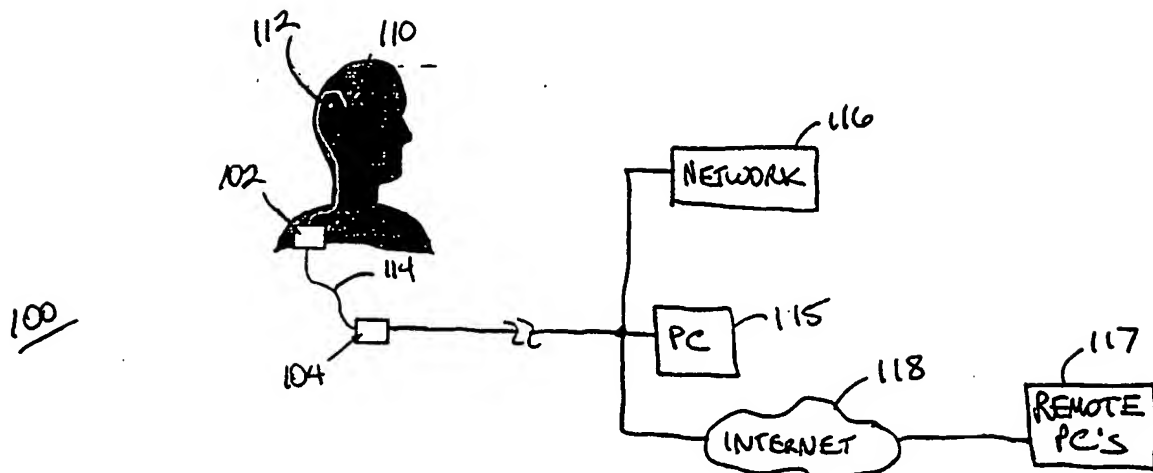 112
110
116
NETWORK
102
114
100
104
PC
115
118
INTERNET
117
REMOTE
PC'S